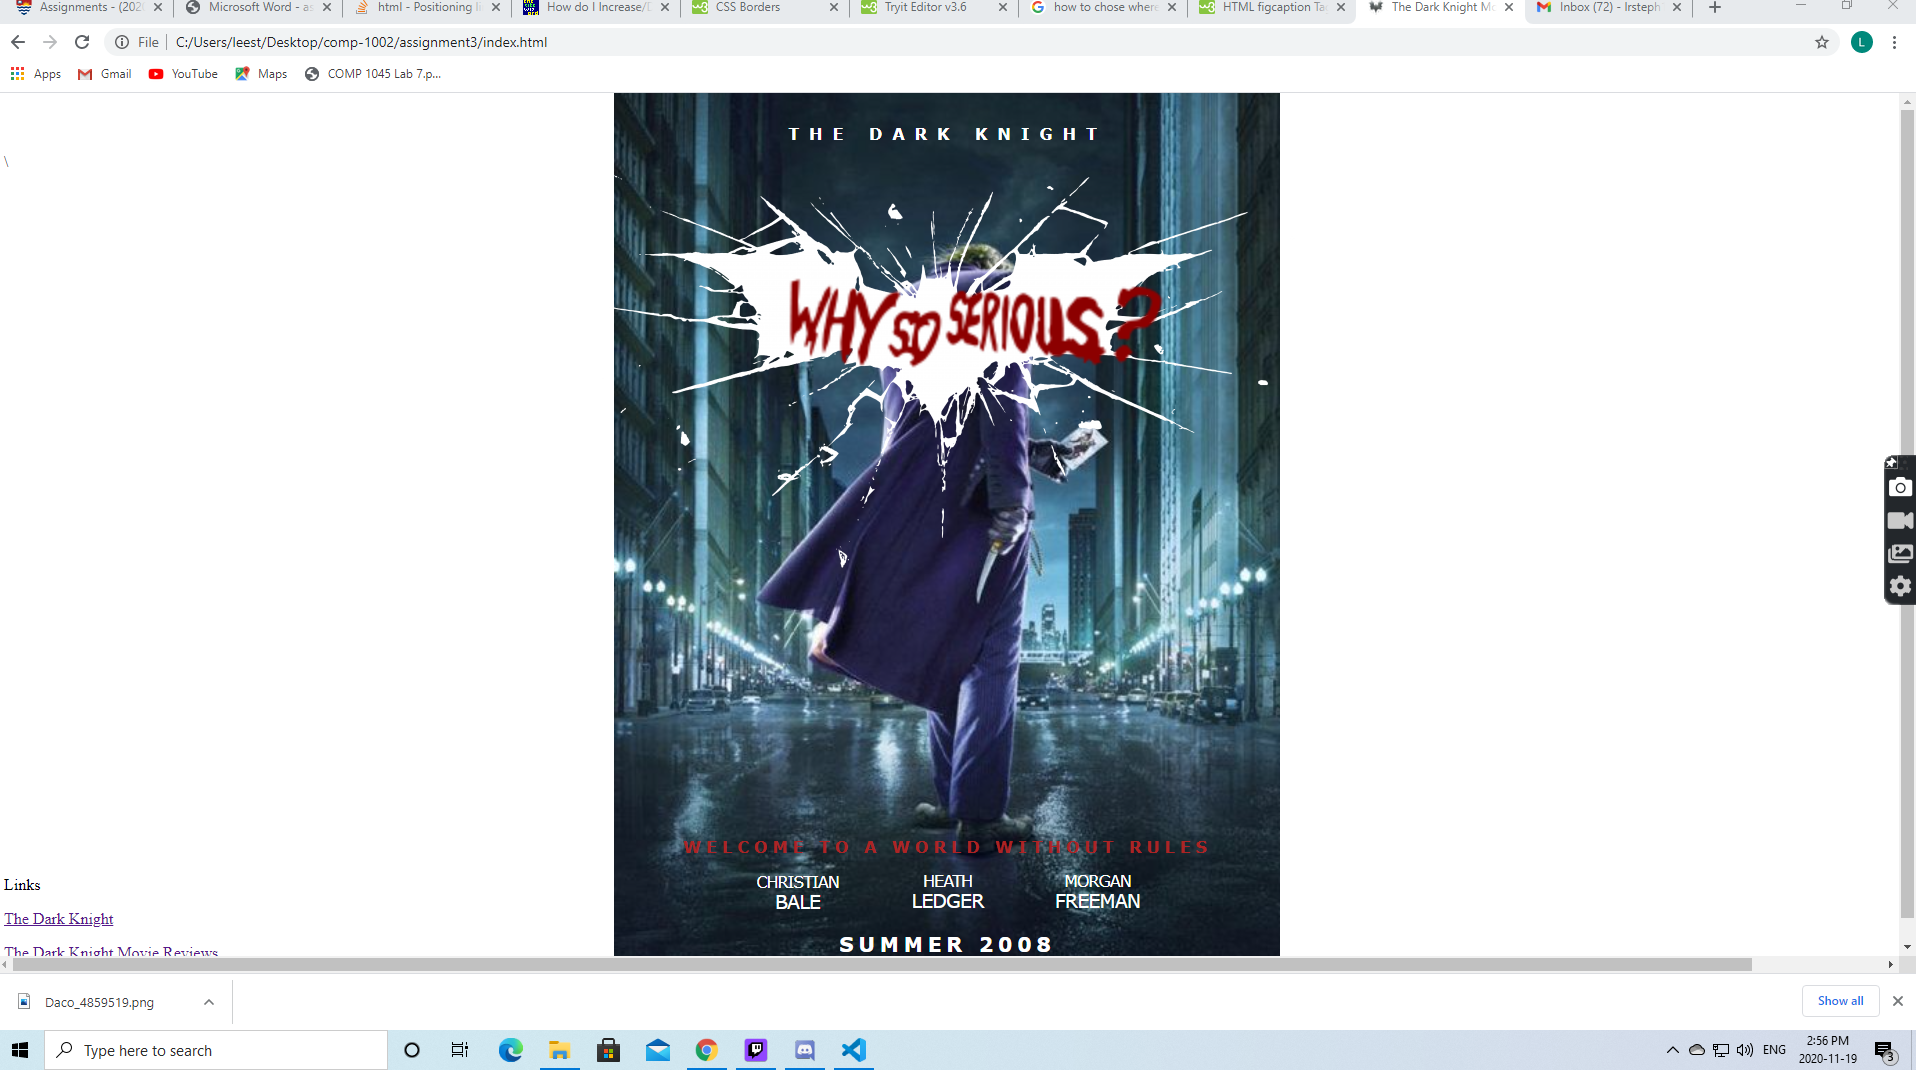 Assignments - (202
Microsoft Word - as
html - Positioning li
How do I Increase/D
CSS Borders
Tryit Editor v3.6
how to chose where
HTML figcaption Ta
The Dark Knight Mo
Inbox (72) - lrsteph
File
C:/Users/leest/Desktop/comp-1002/assignment3/index.html
L
Apps
Gmail
YouTube
Maps
COMP 1045 Lab 7.p...
\
THE DARK KNIGHT
WHY SO SERIOUS?
WELCOME TO A WORLD WITHOUT RULES
CHRISTIAN
BALE
HEATH
LEDGER
MORGAN
FREEMAN
SUMMER 2008
Links
The Dark Knight
The Dark Knight Movie Reviews
Daco_4859519.png
Show all
Type here to search
ENG
2:56 PM
2020-11-19
3